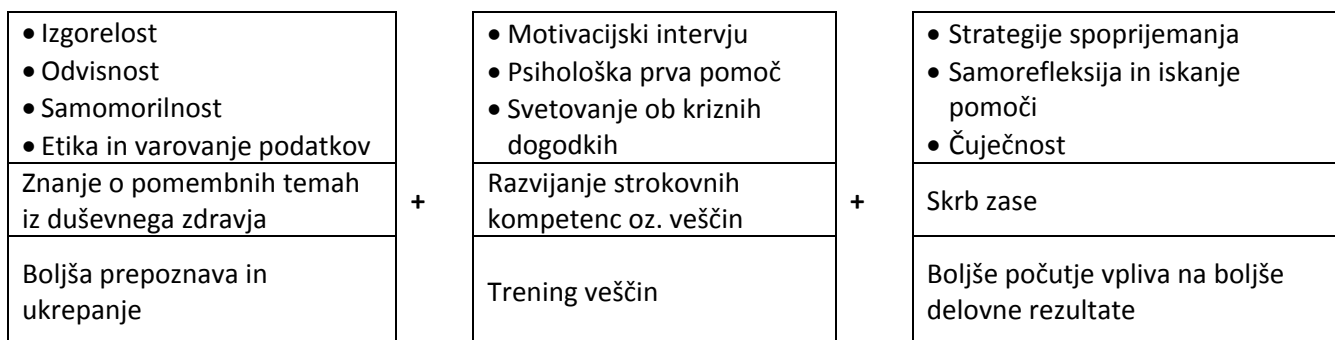 • Izgorelost
• Odvisnost
• Samomorilnost
• Etika in varovanje podatkov
Znanje o pomembnih temah
iz duševnega zdravja
Boljša prepoznava in
ukrepanje
+
• Motivacijski intervju
• Psihološka prva pomoč
• Svetovanje ob kriznih
dogodkih
Razvijanje strokovnih
kompetenc oz. veščin
Trening veščin
+
• Strategije spoprijemanja
• Samorefleksija in iskanje
pomoči
• Čuječnost
Skrb zase
Boljše počutje vpliva na boljše
delovne rezultate